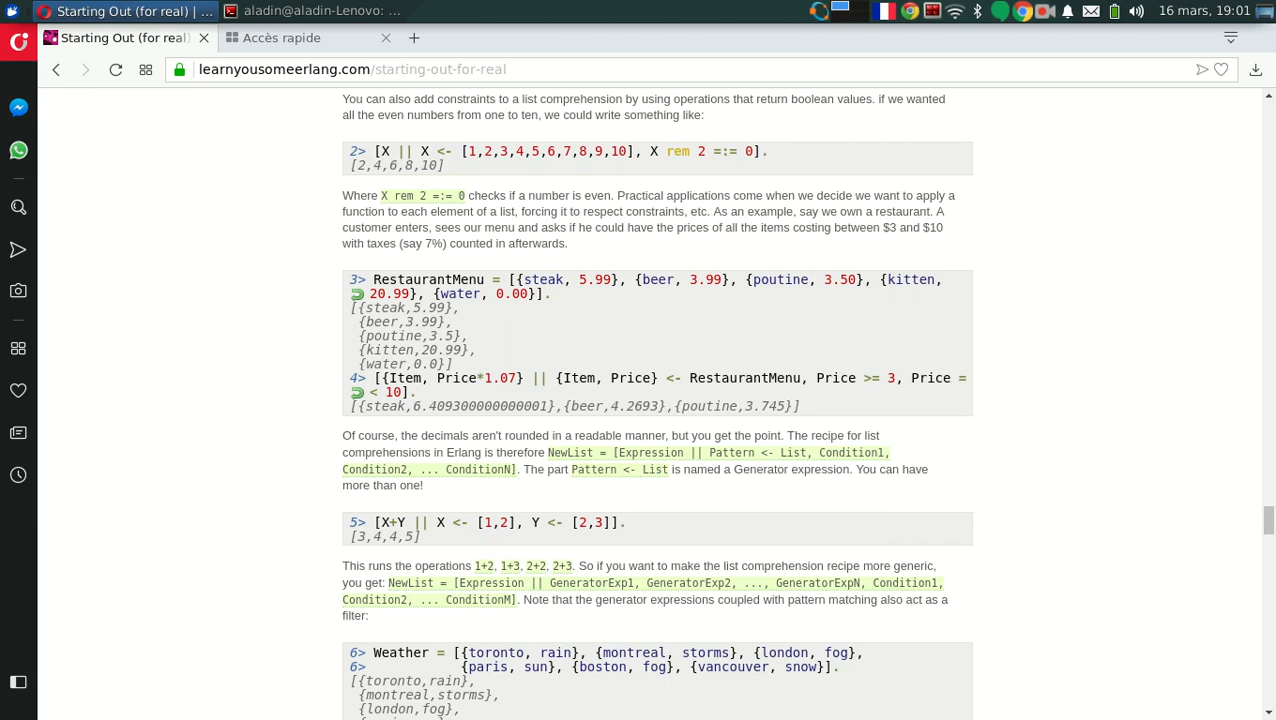 Starting Out (for real) | ...
aladin@aladin-Lenovo: ...
16 mars, 19:01
Starting Out (for real)
Accès rapide
learnyousomeerlang.com/starting-out-for-real
You can also add constraints to a list comprehension by using operations that return boolean values. if we wanted
all the even numbers from one to ten, we could write something like:
2> [X || X <- [1,2,3,4,5,6,7,8,9,10], X rem 2 =:= 0].
[2,4,6,8,10]
Where X rem 2 =:= 0 checks if a number is even. Practical applications come when we decide we want to apply a
function to each element of a list, forcing it to respect constraints, etc. As an example, say we own a restaurant. A
customer enters, sees our menu and asks if he could have the prices of all the items costing between $3 and $10
with taxes (say 7%) counted in afterwards.
3> RestaurantMenu = [{steak, 5.99}, {beer, 3.99}, {poutine, 3.50}, {kitten,
20.99}, {water, 0.00}].
[{steak,5.99},
{beer,3.99},
{poutine,3.5},
{kitten,20.99},
{water,0.0}]
4> [{Item, Price*1.07} || {Item, Price} <- RestaurantMenu, Price >= 3, Price =
< 10].
[{steak,6.409300000000001},{beer,4.2693},{poutine,3.745}]
Of course, the decimals aren't rounded in a readable manner, but you get the point. The recipe for list
comprehensions in Erlang is therefore NewList = [Expression || Pattern <- List, Condition1,
Condition2, ... ConditionN]. The part Pattern <- List is named a Generator expression. You can have
more than one!
5> [X+Y || X <- [1,2], Y <- [2,3]].
[3,4,4,5]
This runs the operations 1+2, 1+3, 2+2, 2+3. So if you want to make the list comprehension recipe more generic,
you get: NewList = [Expression || GeneratorExp1, GeneratorExp2, ..., GeneratorExpN, Condition1,
Condition2, ... ConditionM]. Note that the generator expressions coupled with pattern matching also act as a
filter:
6> Weather = [{toronto, rain}, {montreal, storms}, {london, fog},
6> {paris, sun}, {boston, fog}, {vancouver, snow}].
[{toronto,rain},
{montreal,storms},
{london,fog},